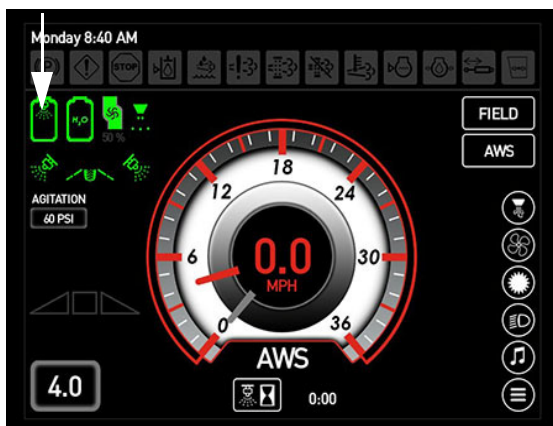 Monday 8:40 AM
(P)
STOP
H₂O
50 %
FIELD
AWS
AGITATION
60 PSI
0
6
12
18
24
30
36
0.0
MPH
AWS
4.0
0:00